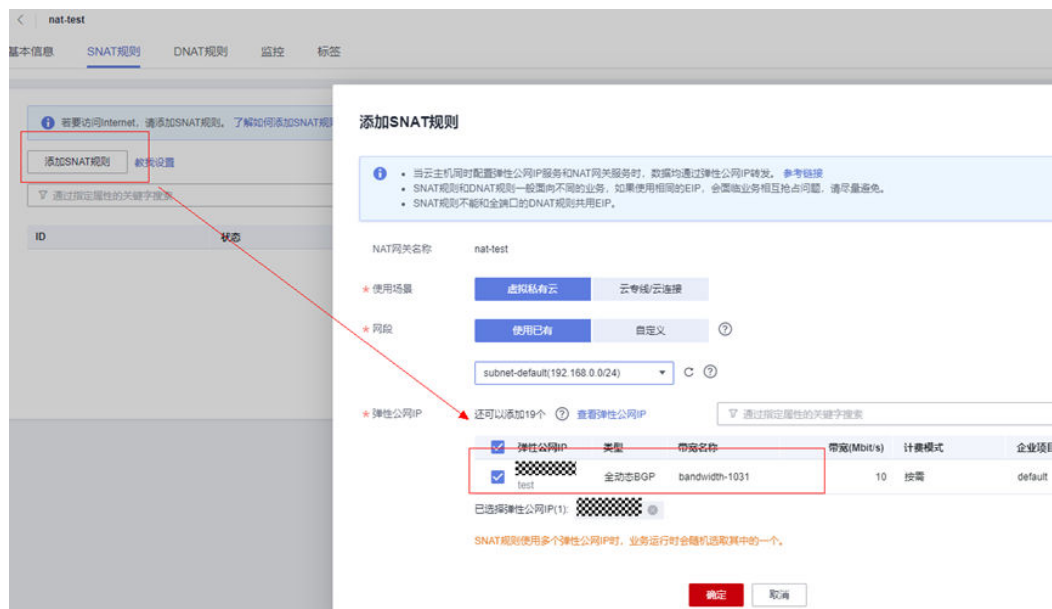 nat-test
基本信息 SNAT规则 DNAT规则 监控 标签
若要访问Internet，请添加SNAT规则。 了解如何添加SNAT规则
添加SNAT规则 教我设置
通过指定属性的关键字搜索
ID 状态
添加SNAT规则
当云主机同时配置弹性公网IP服务和NAT网关服务时，数据均通过弹性公网IP转发。 参考链接
SNAT规则和DNAT规则一般面向不同的业务，如果使用相同的EIP，会面临业务相互抢占问题，请尽量避免。
SNAT规则不能和全端口的DNAT规则共用EIP。
NAT网关名称 nat-test
* 使用场景 虚拟私有云 云专线/云连接
* 网段 使用已有 自定义
subnet-default(192.168.0.0/24)
* 弹性公网IP 还可以添加19个 查看弹性公网IP 通过指定属性的关键字搜索
弹性公网IP 类型 带宽名称 带宽(Mbit/s) 计费模式 企业项目
test 全动态BGP bandwidth-1031 10 按需 default
已选择弹性公网IP(1):
SNAT规则使用多个弹性公网IP时，业务运行时会随机选取其中的一个。
确定 取消